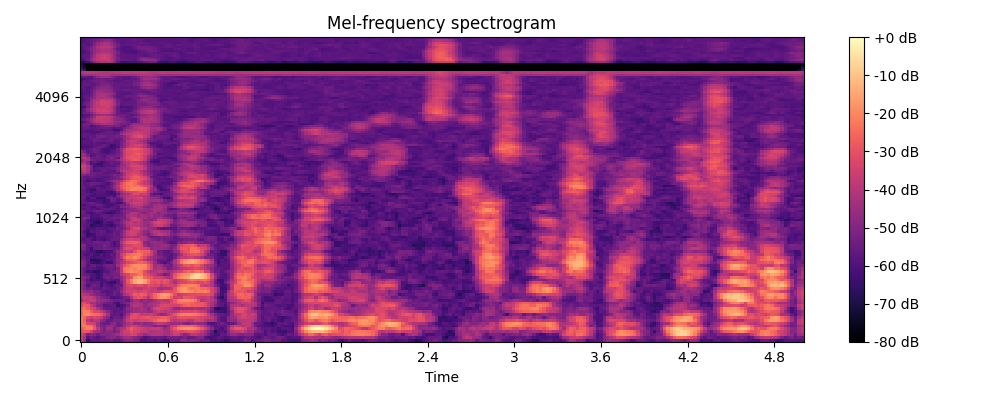 Mel-frequency spectrogram
+0 dB
-10 dB
-20 dB
-30 dB
-40 dB
-50 dB
-60 dB
-70 dB
-80 dB
4096
2048
1024
512
0
Hz
0 0.6 1.2 1.8 2.4 3 3.6 4.2 4.8
Time